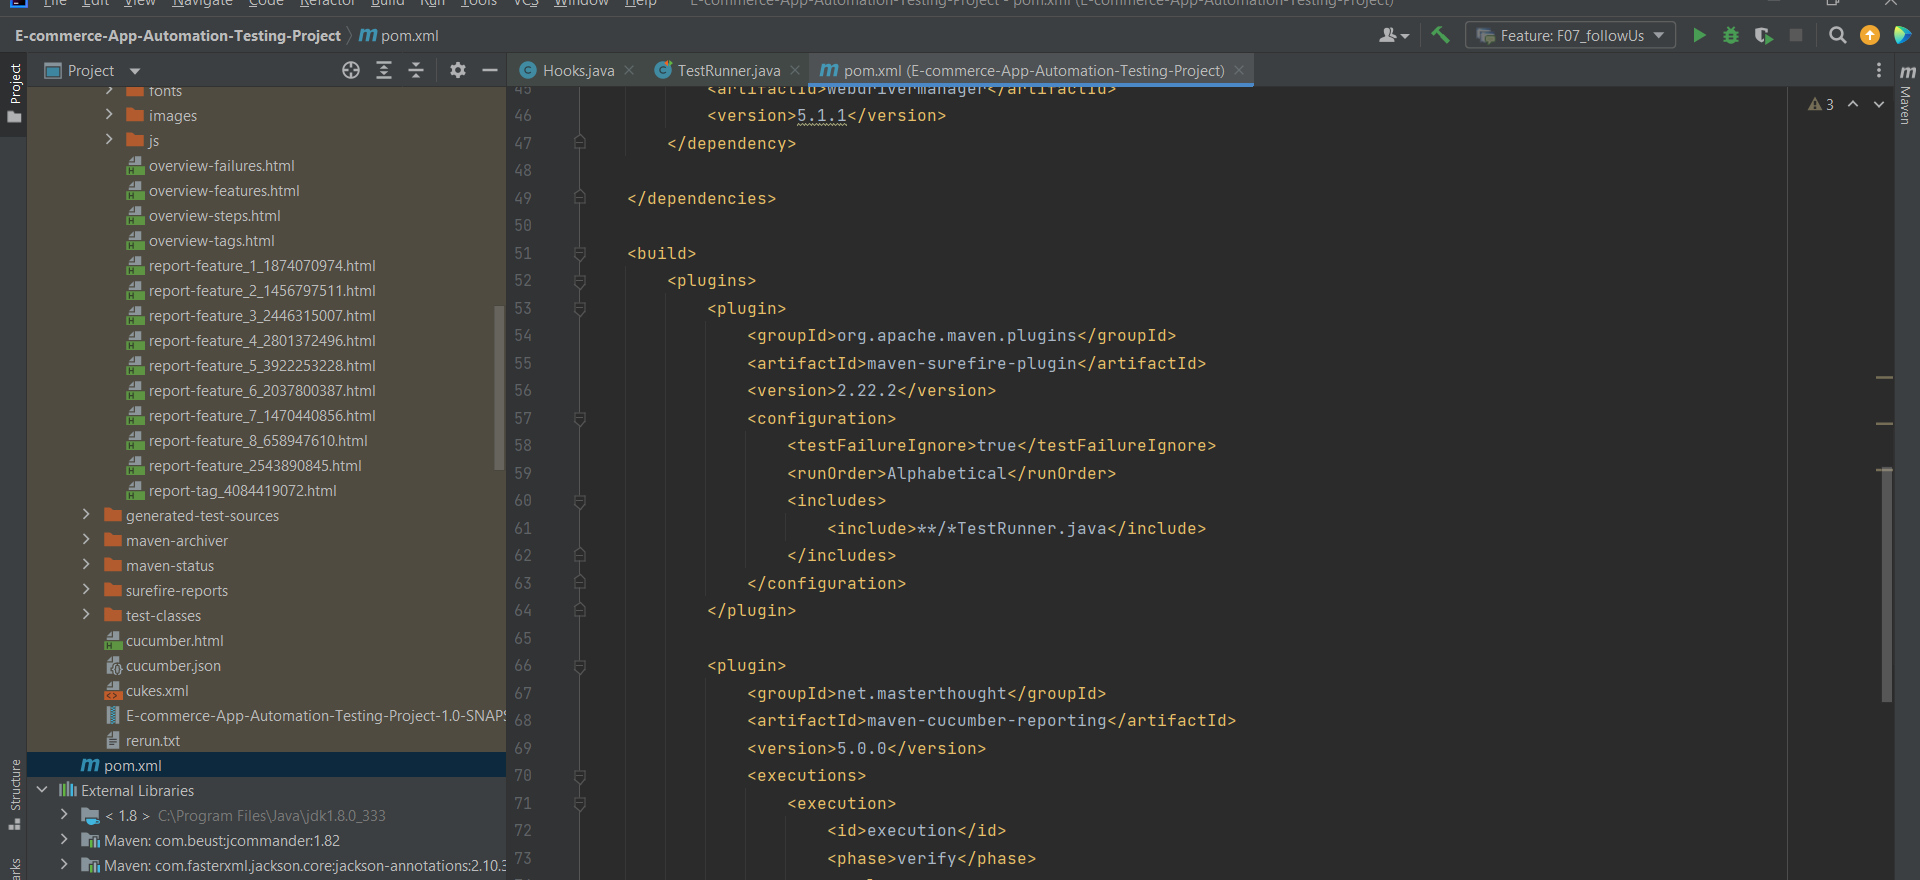 File Edit View Navigate Code Refactor Build Run Tools VCS Window Help E-commerce-App-Automation-Testing-Project - pom.xml (E-commerce-App-Automation-Testing-Project)
E-commerce-App-Automation-Testing-Project pom.xml
Feature: F07_followUs
Project
Project
Hooks.java
TestRunner.java
pom.xml (E-commerce-App-Automation-Testing-Project)
Maven
3
fonts
images
js
overview-failures.html
overview-features.html
overview-steps.html
overview-tags.html
report-feature_1_1874070974.html
report-feature_2_1456797511.html
report-feature_3_2446315007.html
report-feature_4_2801372496.html
report-feature_5_3922253228.html
report-feature_6_2037800387.html
report-feature_7_1470440856.html
report-feature_8_658947610.html
report-feature_2543890845.html
report-tag_4084419072.html
generated-test-sources
maven-archiver
maven-status
surefire-reports
test-classes
cucumber.html
cucumber.json
cukes.xml
E-commerce-App-Automation-Testing-Project-1.0-SNAPS
rerun.txt
pom.xml
External Libraries
< 1.8 > C:\Program Files\Java\jdk1.8.0_333
Maven: com.beust:jcommander:1.82
Maven: com.fasterxml.jackson.core:jackson-annotations:2.10.3
Structure
45 <artifactId>webdrivermanager</artifactId>
46 <version>5.1.1</version>
47 </dependency>
48
49 </dependencies>
50
51 <build>
52 <plugins>
53 <plugin>
54 <groupId>org.apache.maven.plugins</groupId>
55 <artifactId>maven-surefire-plugin</artifactId>
56 <version>2.22.2</version>
57 <configuration>
58 <testFailureIgnore>true</testFailureIgnore>
59 <runOrder>Alphabetical</runOrder>
60 <includes>
61 <include>**/*TestRunner.java</include>
62 </includes>
63 </configuration>
64 </plugin>
65
66 <plugin>
67 <groupId>net.masterthought</groupId>
68 <artifactId>maven-cucumber-reporting</artifactId>
69 <version>5.0.0</version>
70 <executions>
71 <execution>
72 <id>execution</id>
73 <phase>verify</phase>